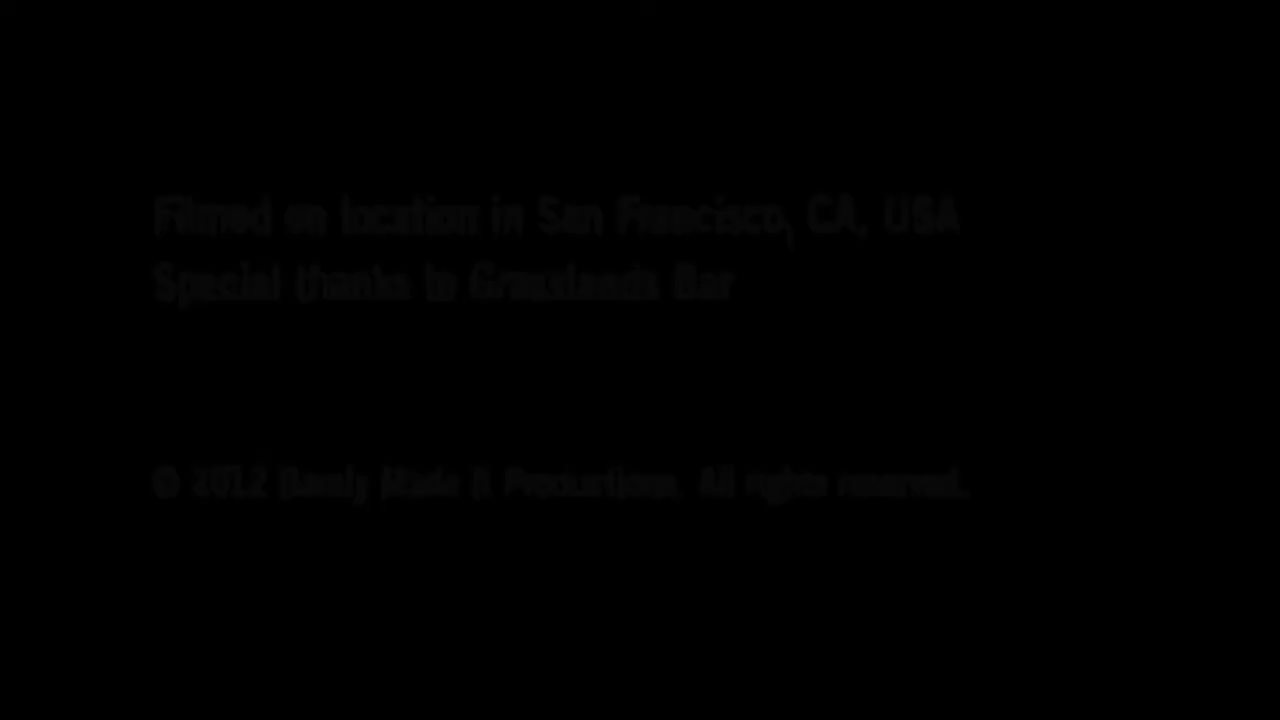 Filmed on location in San Francisco, CA, USA
Special thanks to Grasslands Bar
© 2012 Barely Made It Productions. All rights reserved.